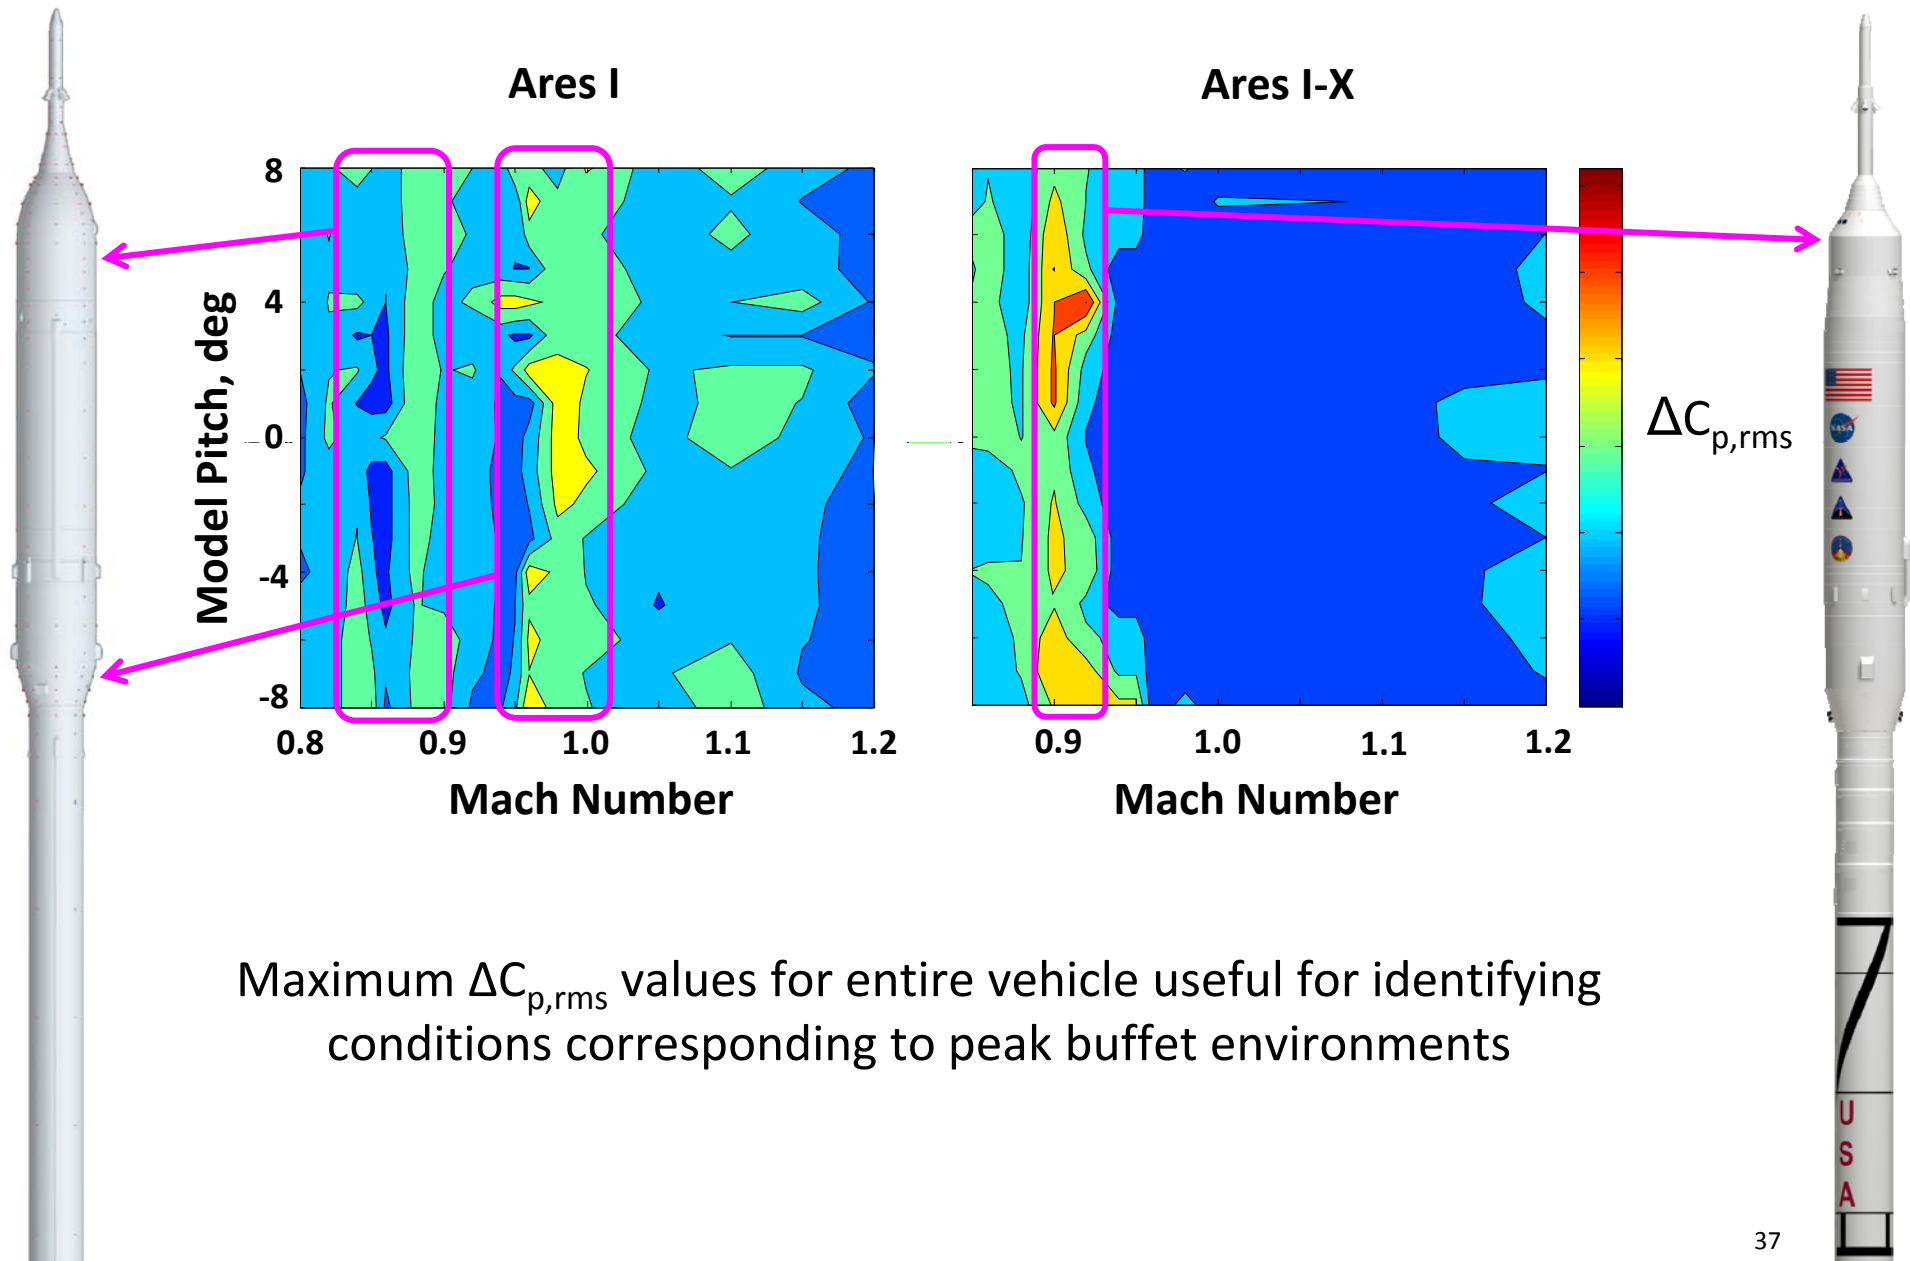 Ares I
Ares I-X
8
4
0
-4
-8
Model Pitch, deg
0.8 0.9 1.0 1.1 1.2
Mach Number
0.9 1.0 1.1 1.2
Mach Number
ΔCp,rms
NASA
Maximum ΔCp,rms values for entire vehicle useful for identifying
conditions corresponding to peak buffet environments
U
S
A
37